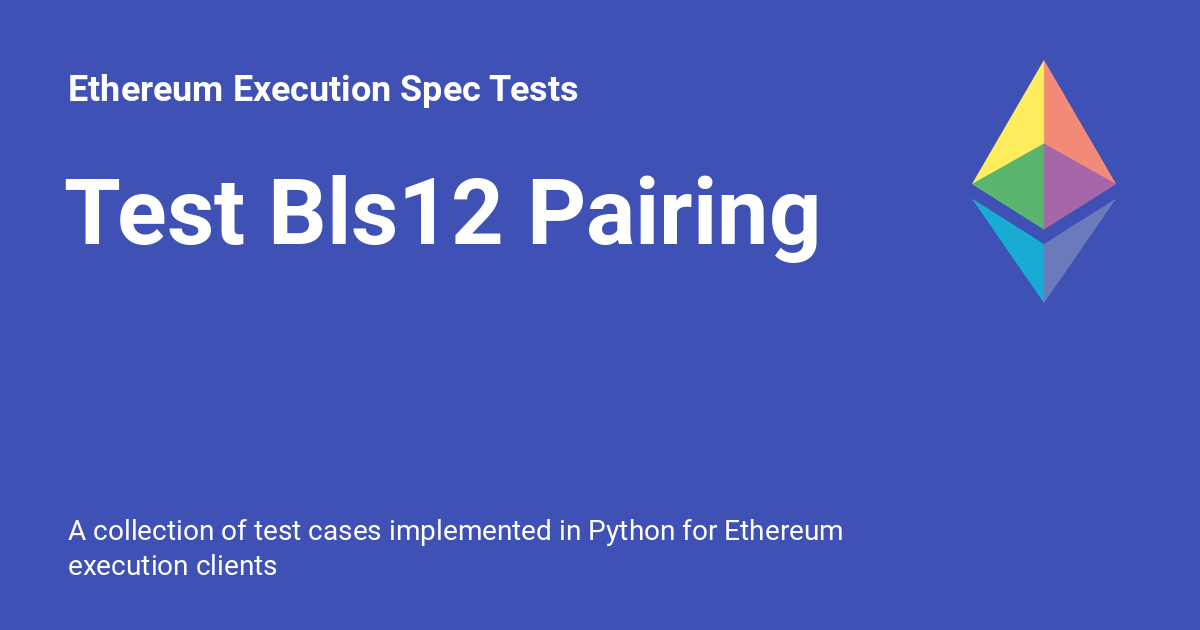 Ethereum Execution Spec Tests
Test Bls12 Pairing
A collection of test cases implemented in Python for Ethereum
execution clients